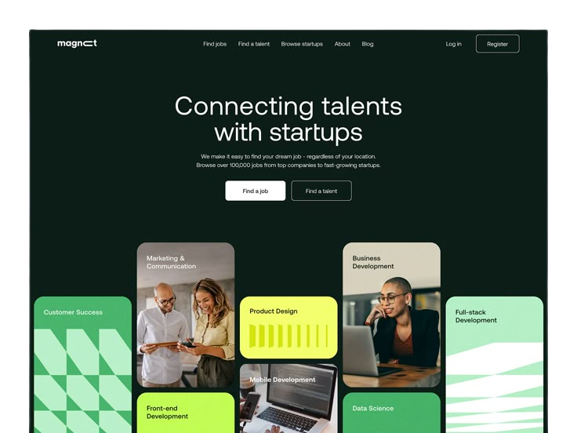 magnet
Find jobs
Find a talent
Browse startups
About
Blog
Log in
Register
Connecting talents
with startups
We make it easy to find your dream job - regardless of your location.
Browse over 100,000 jobs from top companies to fast-growing startups.
Find a job
Find a talent
Marketing &
Communication
Business
Development
Customer Success
Product Design
Full-stack
Development
Mobile Development
Front-end
Development
Data Science